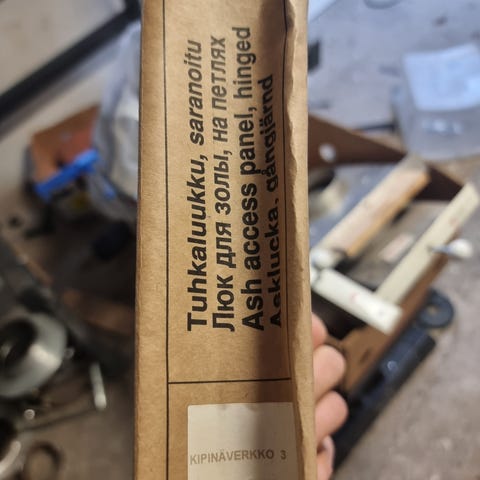 Tuhkaluukku, saranoitu
Люк для золы, на петлях
Ash access panel, hinged
Asklucka, gångjärnd
KIPINÄVERKKO 3